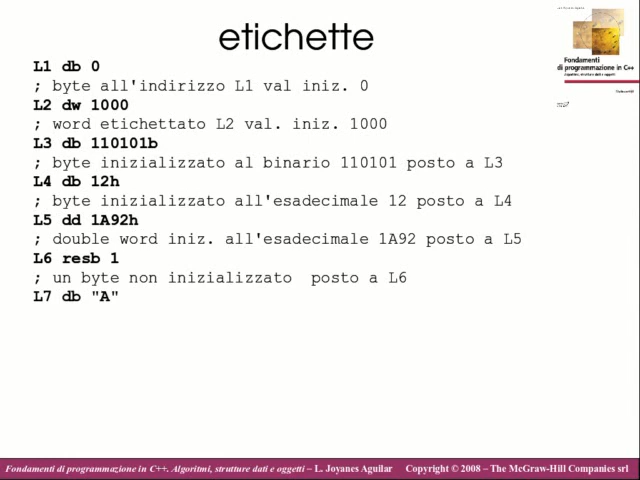 etichette
L1 db 0
; byte all'indirizzo L1 val iniz. 0
L2 dw 1000
; word etichettato L2 val. iniz. 1000
L3 db 110101b
; byte inizializzato al binario 110101 posto a L3
L4 db 12h
; byte inizializzato all'esadecimale 12 posto a L4
L5 dd 1A92h
; double word iniz. all'esadecimale 1A92 posto a L5
L6 resb 1
; un byte non inizializzato posto a L6
L7 db "A"
Fondamenti
di programmazione in C++
Fondamenti di programmazione in C++. Algoritmi, strutture dati e oggetti – L. Joyanes Aguilar Copyright © 2008 – The McGraw-Hill Companies srl